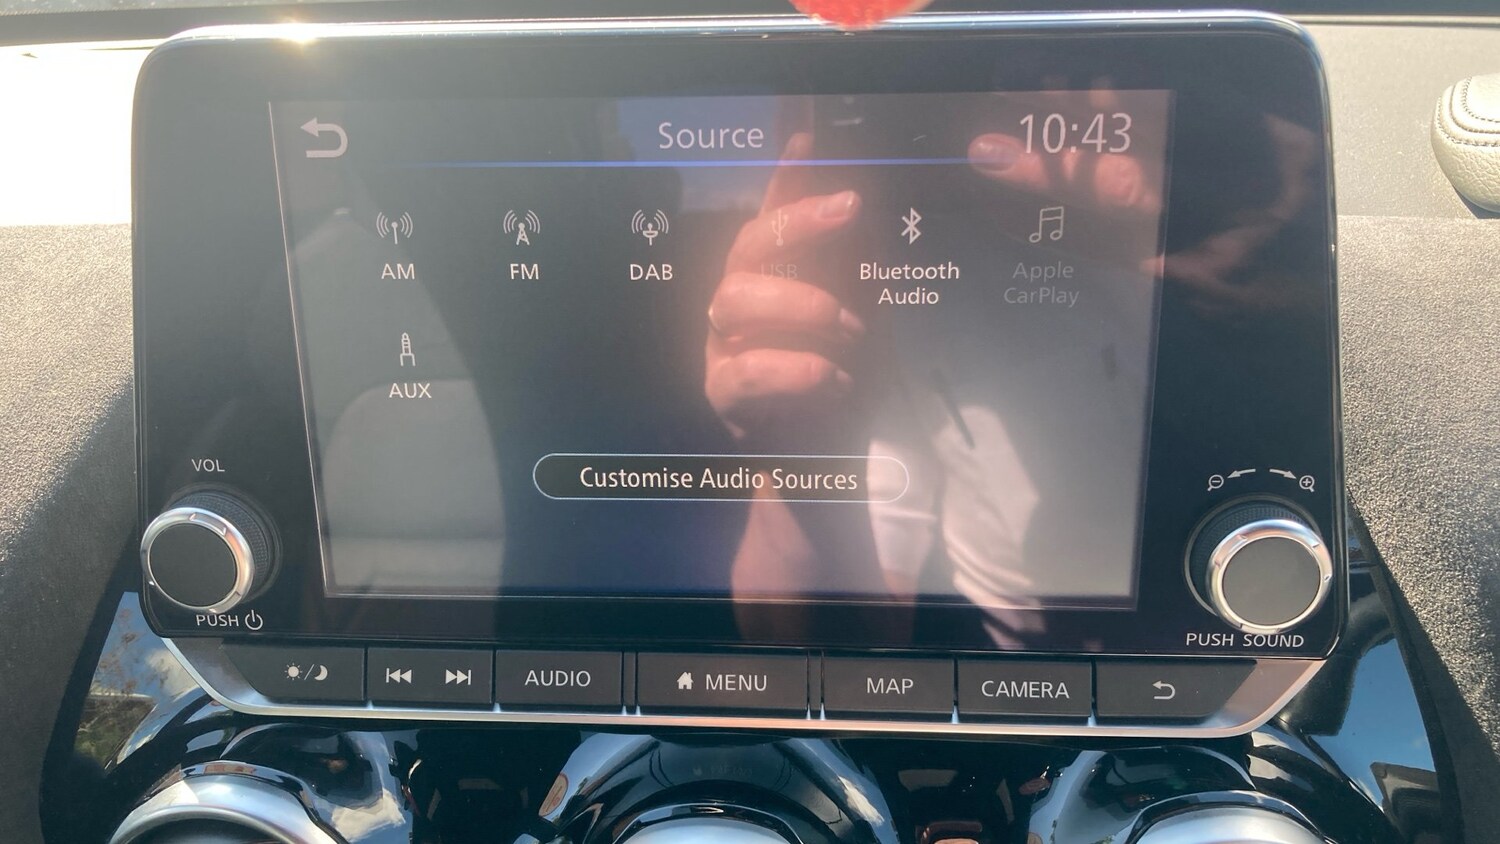 Source
10:43
AM
FM
DAB
USB
Bluetooth
Audio
Apple
CarPlay
AUX
Customise Audio Sources
VOL
PUSH
PUSH SOUND
AUDIO
MENU
MAP
CAMERA